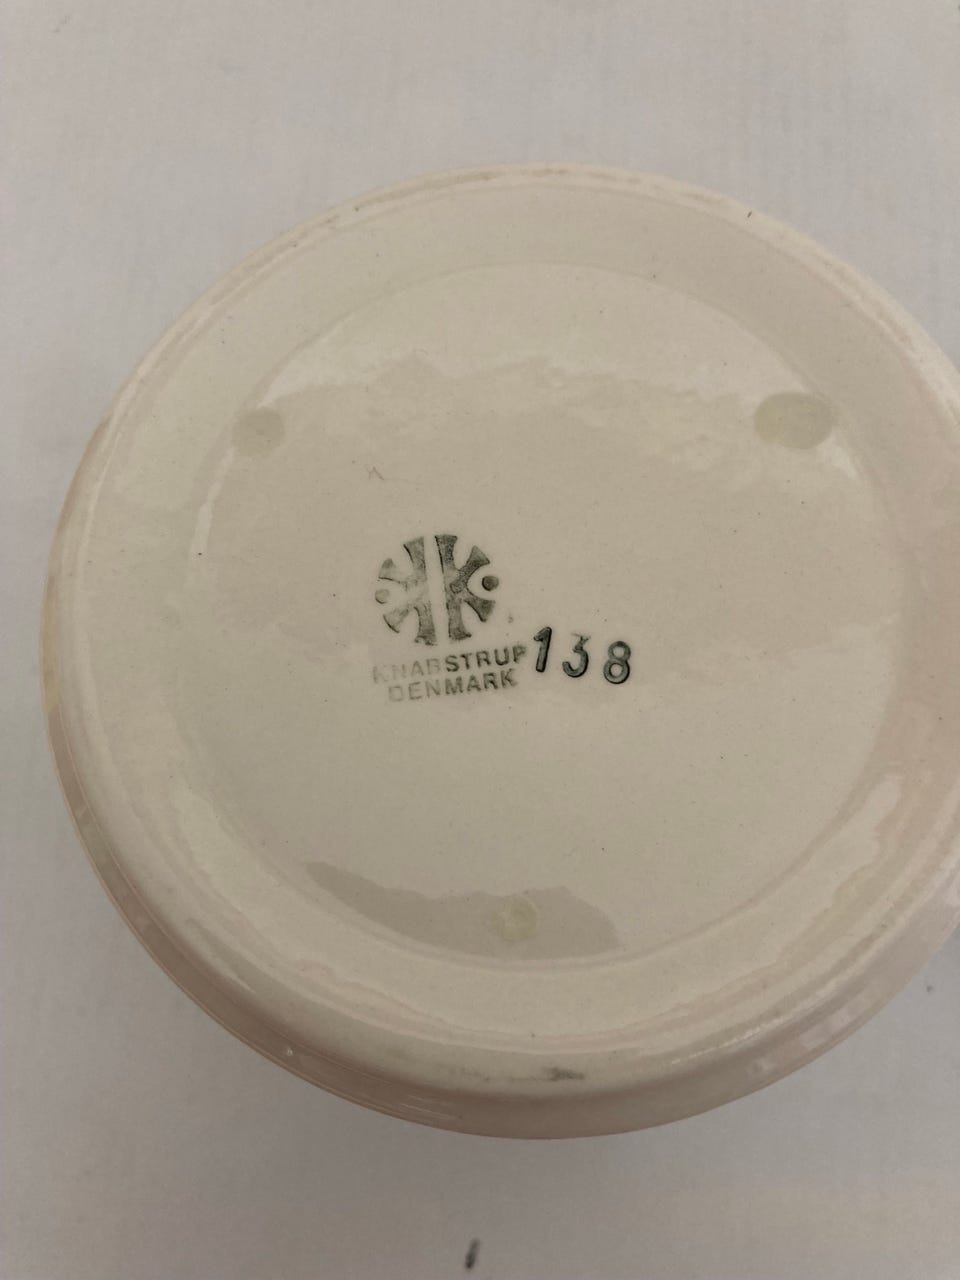 KNABSTRUP
DENMARK
138